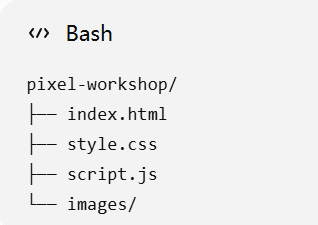 </> Bash
pixel-workshop/
├── index.html
├── style.css
├── script.js
└── images/